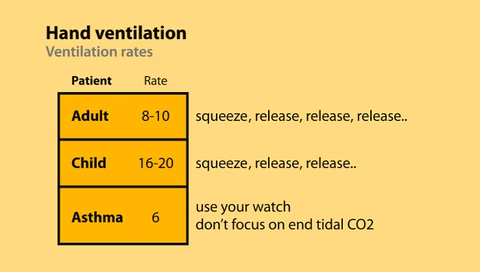 Hand ventilation
Ventilation rates
Patient Rate
Adult 8-10 squeeze, release, release, release..
Child 16-20 squeeze, release, release..
Asthma 6 use your watch
don't focus on end tidal CO2